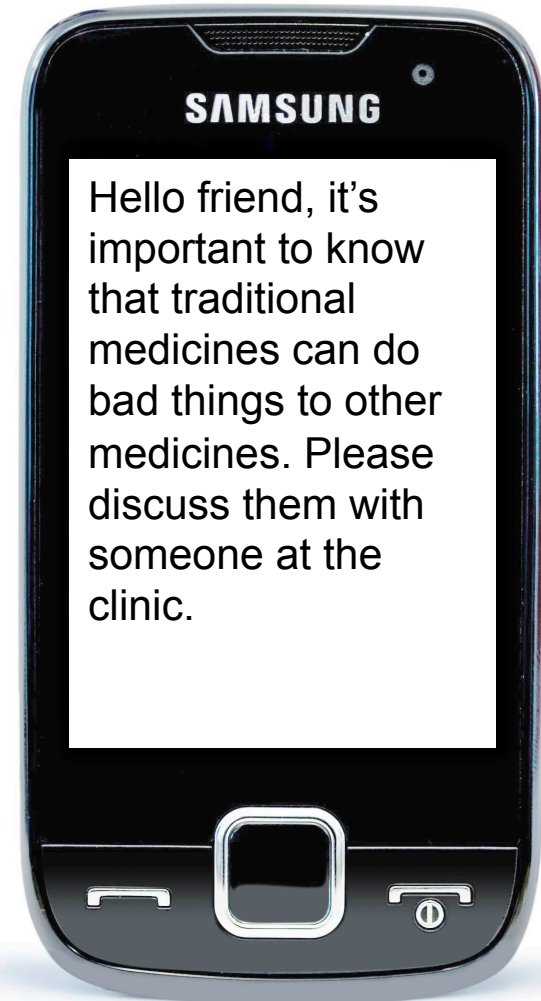 SAMSUNG
Hello friend, it’s
important to know
that traditional
medicines can do
bad things to other
medicines. Please
discuss them with
someone at the
clinic.